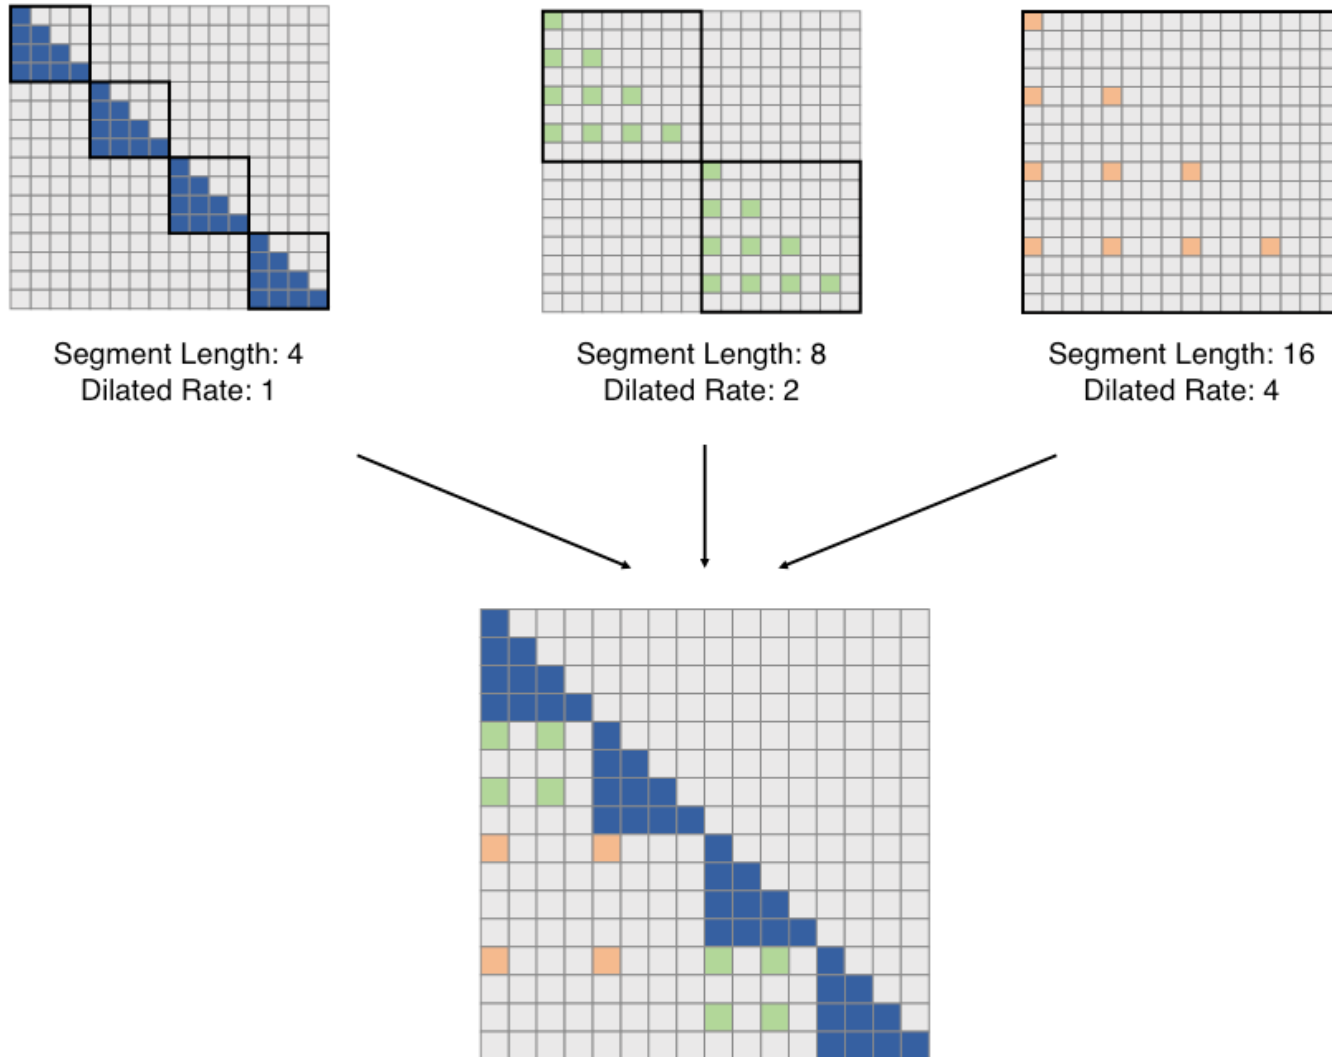 Segment Length: 4
Dilated Rate: 1
Segment Length: 8
Dilated Rate: 2
Segment Length: 16
Dilated Rate: 4